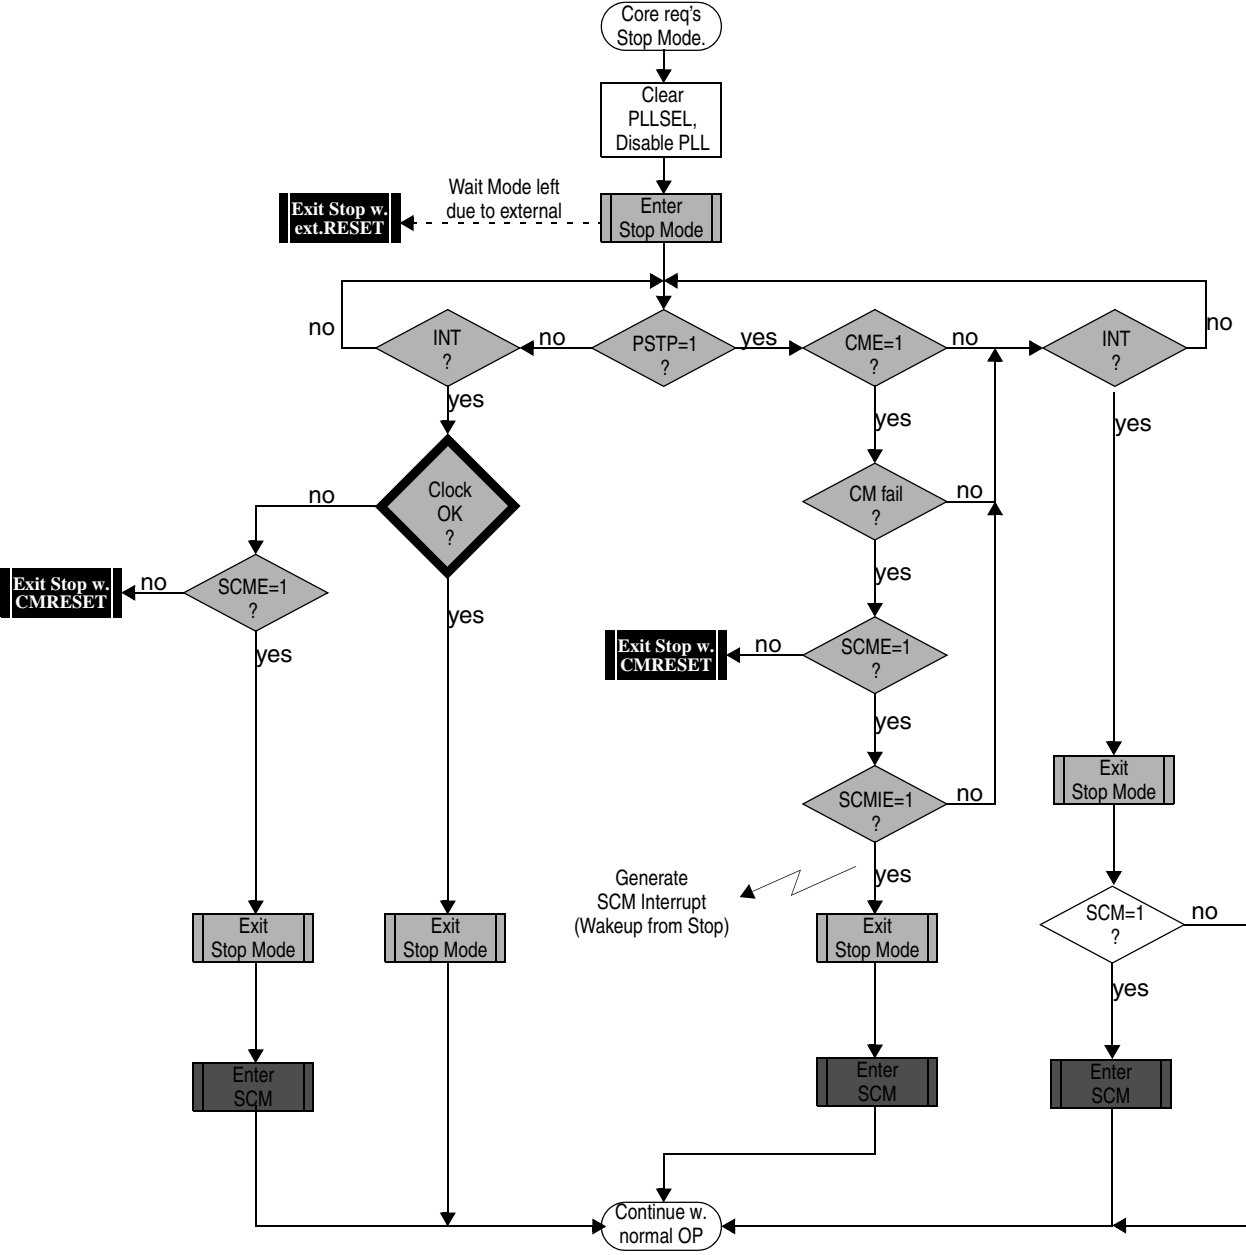 Core req's
Stop Mode.
Clear
PLLSEL,
Disable PLL
Wait Mode left
due to external
Exit Stop w.
ext.RESET
Enter
Stop Mode
no
INT
?
no
PSTP=1
?
yes
CME=1
?
no
INT
?
no
yes
yes
yes
Clock
OK
?
no
CM fail
?
no
yes
Exit Stop w.
CMRESET
no
SCME=1
?
yes
yes
Exit Stop w.
CMRESET
no
SCME=1
?
yes
SCMIE=1
?
no
Exit
Stop Mode
Generate
SCM Interrupt
(Wakeup from Stop)
yes
Exit
Stop Mode
Exit
Stop Mode
Exit
Stop Mode
SCM=1
?
no
yes
Enter
SCM
Enter
SCM
Enter
SCM
Continue w.
normal OP